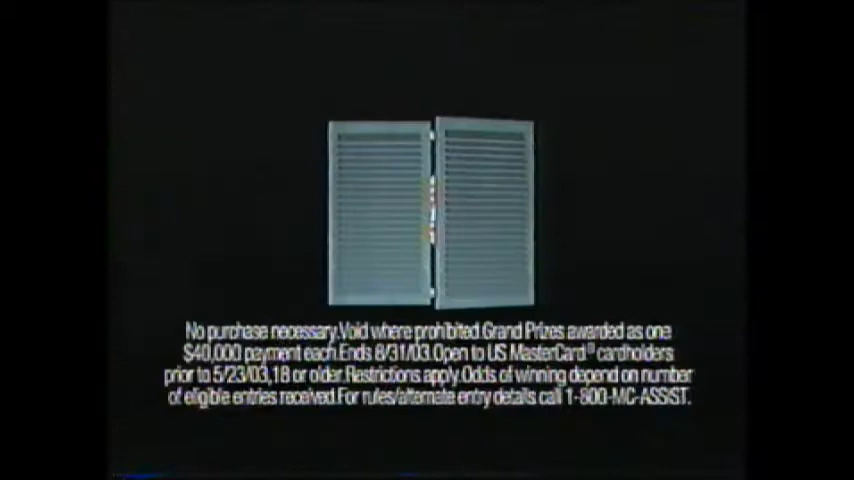 No purchase necessary.Void where prohibited.Grand Prizes awarded as one
$40,000 payment each.Ends 8/31/03.Open to US MasterCard® cardholders
prior to 5/23/03,18 or older.Restrictions apply.Odds of winning depend on number
of eligible entries received.For rules/alternate entry details call 1-800-MC-ASSIST.